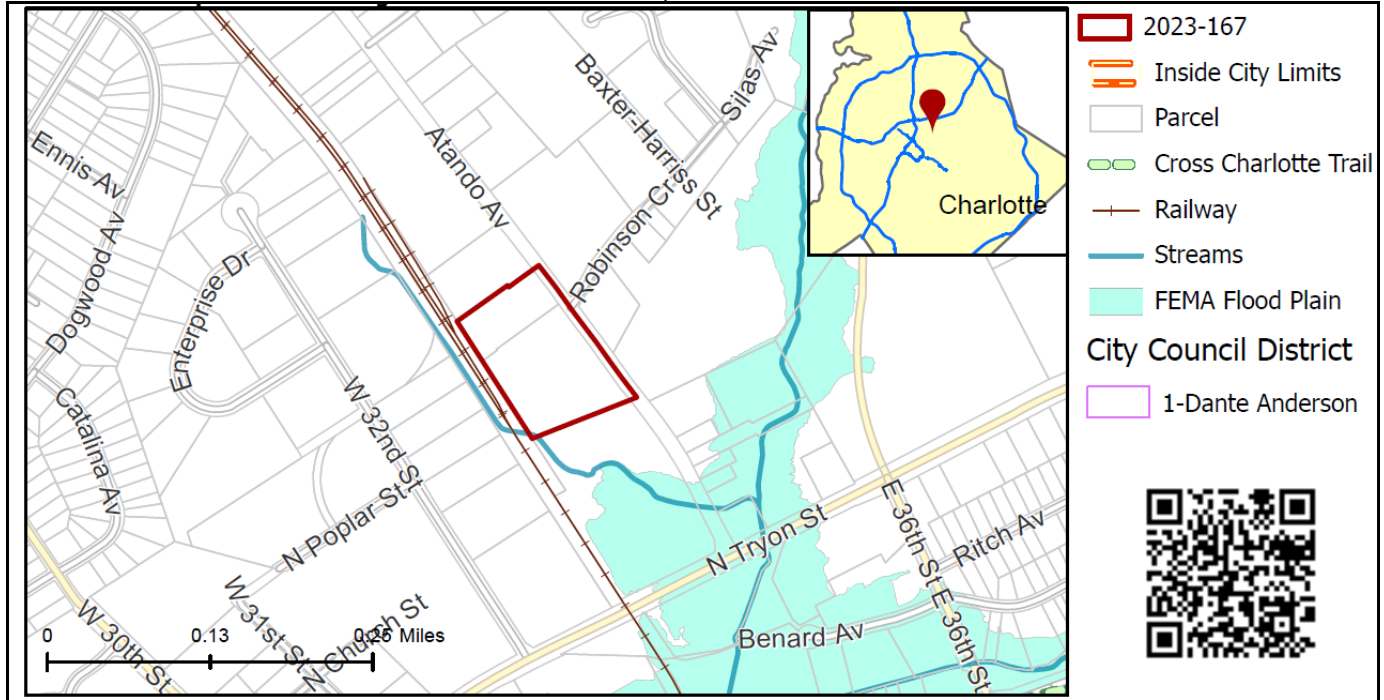 Ennis Av
Dogwood Av
Enterprise Dr
Catalina Av
Atando Av
Baxter-Harriss St
Silas Av
Robinson Cr
W 32nd St
N Poplar St
W 31st St
N Church St
W 30th St
N Tryon St
E 36th St
E 36th St
Ritch Av
Benard Av
0
0.13
0.25 Miles
Charlotte
2023-167
Inside City Limits
Parcel
Cross Charlotte Trail
Railway
Streams
FEMA Flood Plain
City Council District
1-Dante Anderson